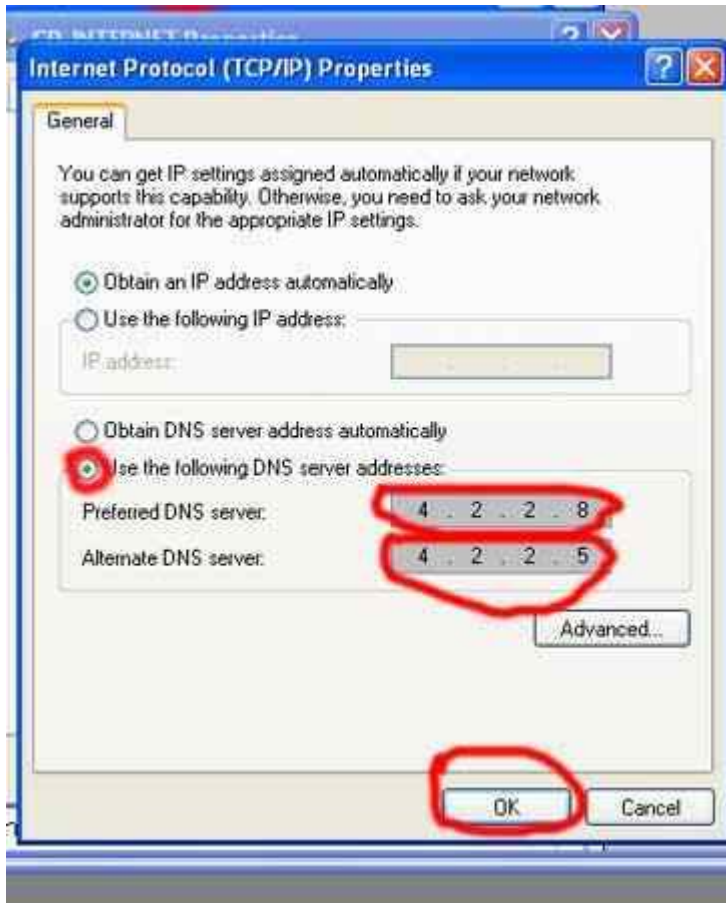 Internet Protocol (TCP/IP) Properties
General
You can get IP settings assigned automatically if your network
supports this capability. Otherwise, you need to ask your network
administrator for the appropriate IP settings.
Obtain an IP address automatically
Use the following IP address:
IP address:
Obtain DNS server address automatically
Use the following DNS server addresses:
Preferred DNS server: 4 . 2 . 2 . 8
Alternate DNS server: 4 . 2 . 2 . 5
Advanced...
OK Cancel